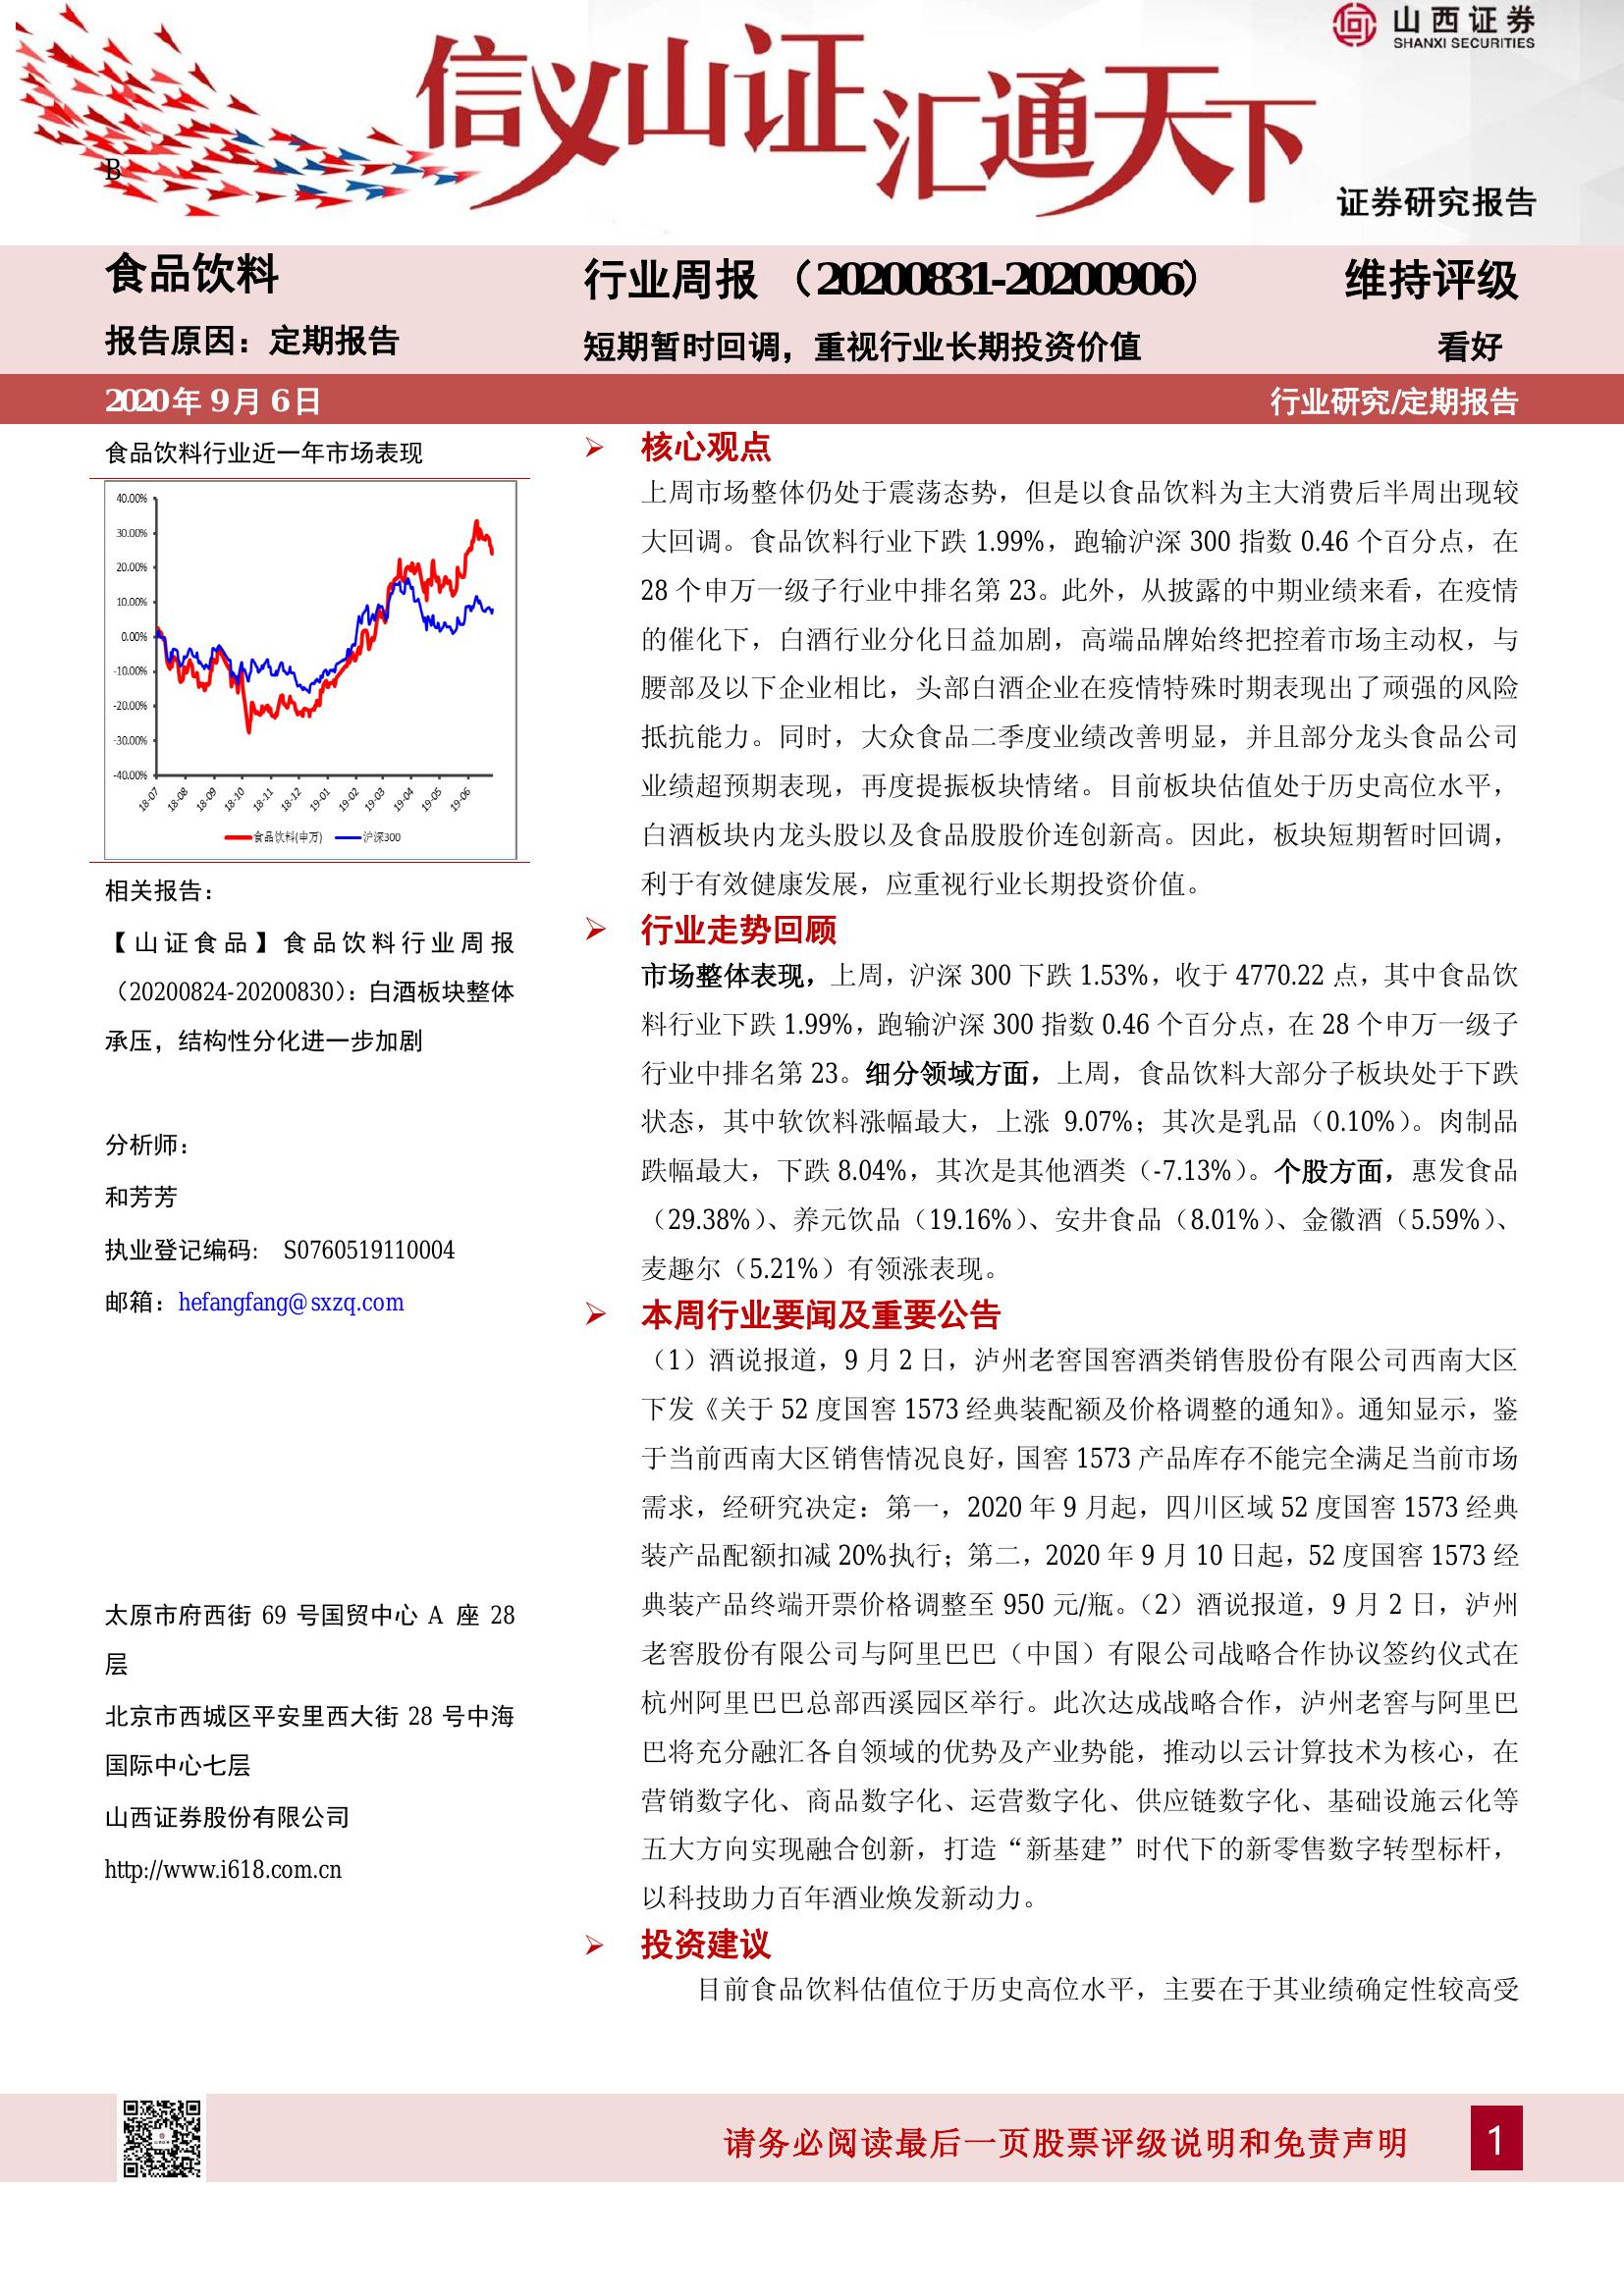 山西证券
SHANXI SECURITIES
信义山证汇通天下
B
证券研究报告
食品饮料
行业周报 （20200831-20200906）
维持评级
报告原因：定期报告
短期暂时回调，重视行业长期投资价值
看好
2020 年 9 月 6 日
行业研究/定期报告
食品饮料行业近一年市场表现
40.00%
30.00%
20.00%
10.00%
0.00%
-10.00%
-20.00%
-30.00%
-40.00%
18-07
18-08
18-09
18-10
18-11
18-12
19-01
19-02
19-03
19-04
19-05
19-06
食品饮料(申万)
沪深300
相关报告：
【山证食品】食品饮料行业周报
（20200824-20200830）：白酒板块整体
承压，结构性分化进一步加剧
分析师：
和芳芳
执业登记编码： S0760519110004
邮箱：hefangfang@sxzq.com
太原市府西街 69 号国贸中心 A 座 28
层
北京市西城区平安里西大街 28 号中海
国际中心七层
山西证券股份有限公司
http://www.i618.com.cn
➢ 核心观点
上周市场整体仍处于震荡态势，但是以食品饮料为主大消费后半周出现较
大回调。食品饮料行业下跌 1.99%，跑输沪深 300 指数 0.46 个百分点，在
28 个申万一级子行业中排名第 23。此外，从披露的中期业绩来看，在疫情
的催化下，白酒行业分化日益加剧，高端品牌始终把控着市场主动权，与
腰部及以下企业相比，头部白酒企业在疫情特殊时期表现出了顽强的风险
抵抗能力。同时，大众食品二季度业绩改善明显，并且部分龙头食品公司
业绩超预期表现，再度提振板块情绪。目前板块估值处于历史高位水平，
白酒板块内龙头股以及食品股股价连创新高。因此，板块短期暂时回调，
利于有效健康发展，应重视行业长期投资价值。
➢ 行业走势回顾
市场整体表现，上周，沪深 300 下跌 1.53%，收于 4770.22 点，其中食品饮
料行业下跌 1.99%，跑输沪深 300 指数 0.46 个百分点，在 28 个申万一级子
行业中排名第 23。细分领域方面，上周，食品饮料大部分子板块处于下跌
状态，其中软饮料涨幅最大，上涨 9.07%；其次是乳品（0.10%）。肉制品
跌幅最大，下跌 8.04%，其次是其他酒类（-7.13%）。个股方面，惠发食品
（29.38%）、养元饮品（19.16%）、安井食品（8.01%）、金徽酒（5.59%）、
麦趣尔（5.21%）有领涨表现。
➢ 本周行业要闻及重要公告
（1）酒说报道，9 月 2 日，泸州老窖国窖酒类销售股份有限公司西南大区
下发《关于 52 度国窖 1573 经典装配额及价格调整的通知》。通知显示，鉴
于当前西南大区销售情况良好，国窖 1573 产品库存不能完全满足当前市场
需求，经研究决定：第一，2020 年 9 月起，四川区域 52 度国窖 1573 经典
装产品配额扣减 20%执行；第二，2020 年 9 月 10 日起，52 度国窖 1573 经
典装产品终端开票价格调整至 950 元/瓶。（2）酒说报道，9 月 2 日，泸州
老窖股份有限公司与阿里巴巴（中国）有限公司战略合作协议签约仪式在
杭州阿里巴巴总部西溪园区举行。此次达成战略合作，泸州老窖与阿里巴
巴将充分融汇各自领域的优势及产业势能，推动以云计算技术为核心，在
营销数字化、商品数字化、运营数字化、供应链数字化、基础设施云化等
五大方向实现融合创新，打造“新基建”时代下的新零售数字转型标杆，
以科技助力百年酒业焕发新动力。
➢ 投资建议
目前食品饮料估值位于历史高位水平，主要在于其业绩确定性较高受
请务必阅读最后一页股票评级说明和免责声明
1